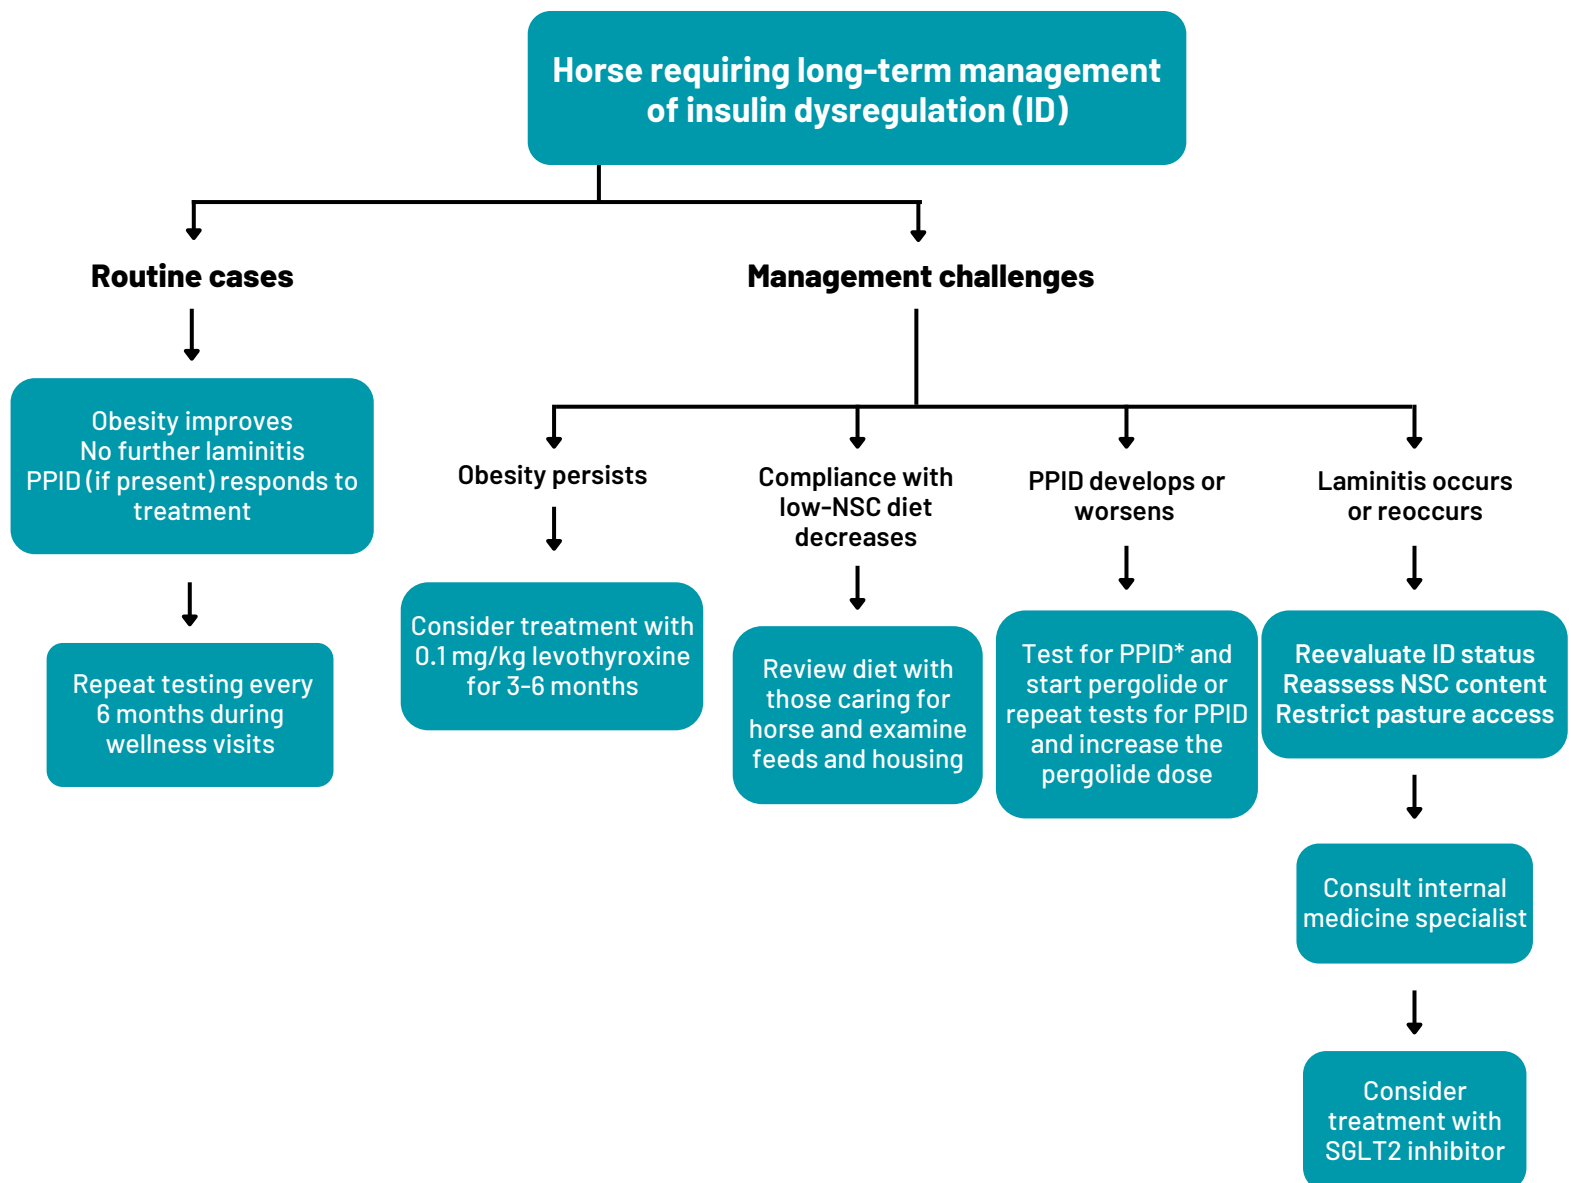 Horse requiring long-term management
of insulin dysregulation (ID)
Routine cases
Obesity improves
No further laminitis
PPID (if present) responds to
treatment
Repeat testing every
6 months during
wellness visits
Management challenges
Obesity persists
Consider treatment with
0.1 mg/kg levothyroxine
for 3-6 months
Compliance with
low-NSC diet
decreases
Review diet with
those caring for
horse and examine
feeds and housing
PPID develops or
worsens
Test for PPID* and
start pergolide or
repeat tests for PPID
and increase the
pergolide dose
Laminitis occurs
or reoccurs
Reevaluate ID status
Reassess NSC content
Restrict pasture access
Consult internal
medicine specialist
Consider
treatment with
SGLT2 inhibitor